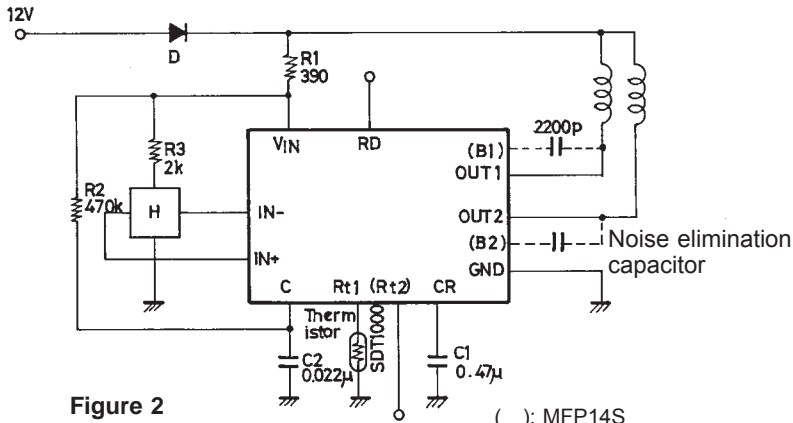 12V
D
R1
390
R3
2k
R2
470k
H
VIN
RD
(B1)
2200p
OUT1
IN-
OUT2
(B2)
Noise elimination
capacitor
IN+
GND
C
Rt1
(Rt2)
CR
Therm
istor
SDT1000
C2
0.022μ
C1
0.47μ
Figure 2
( ): MFP14S